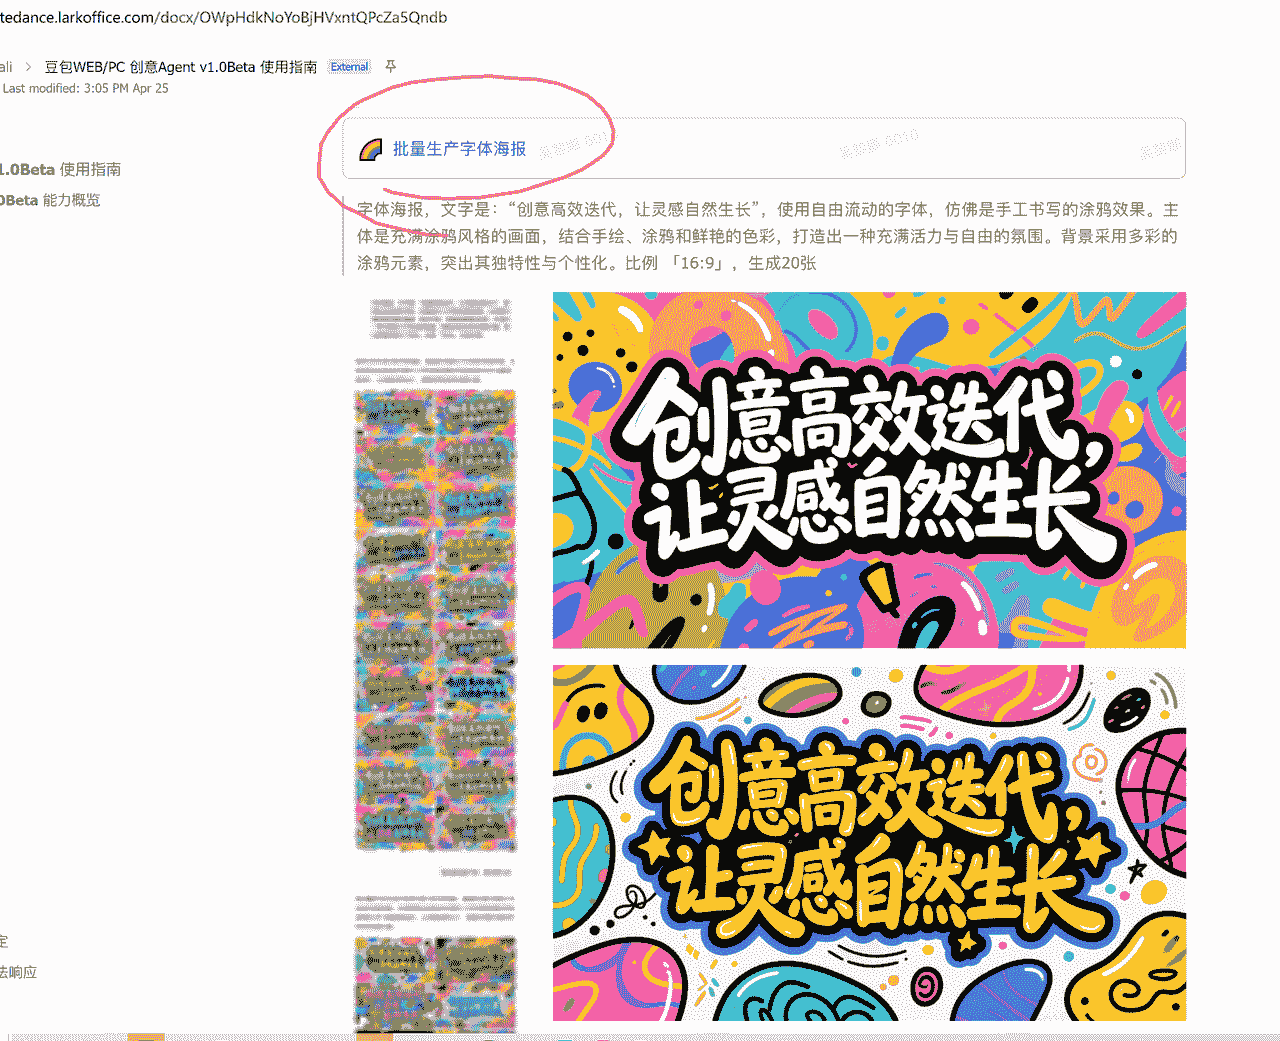 tedance.larkoffice.com/docx/OWpHdkNoYoBjHVxntQPcZa5Qndb
ali > 豆包WEB/PC 创意Agent v1.0Beta 使用指南 External
Last modified: 3:05 PM Apr 25
批量生产字体海报
1.0Beta 使用指南
0Beta 能力概览
字体海报，文字是：“创意高效迭代，让灵感自然生长”，使用自由流动的字体，仿佛是手工书写的涂鸦效果。主
体是充满涂鸦风格的画面，结合手绘、涂鸦和鲜艳的色彩，打造出一种充满活力与自由的氛围。背景采用多彩的
涂鸦元素，突出其独特性与个性化。比例 「16:9」，生成20张
创意高效迭代，
让灵感自然生长
创意高效迭代，
让灵感自然生长
定
法响应